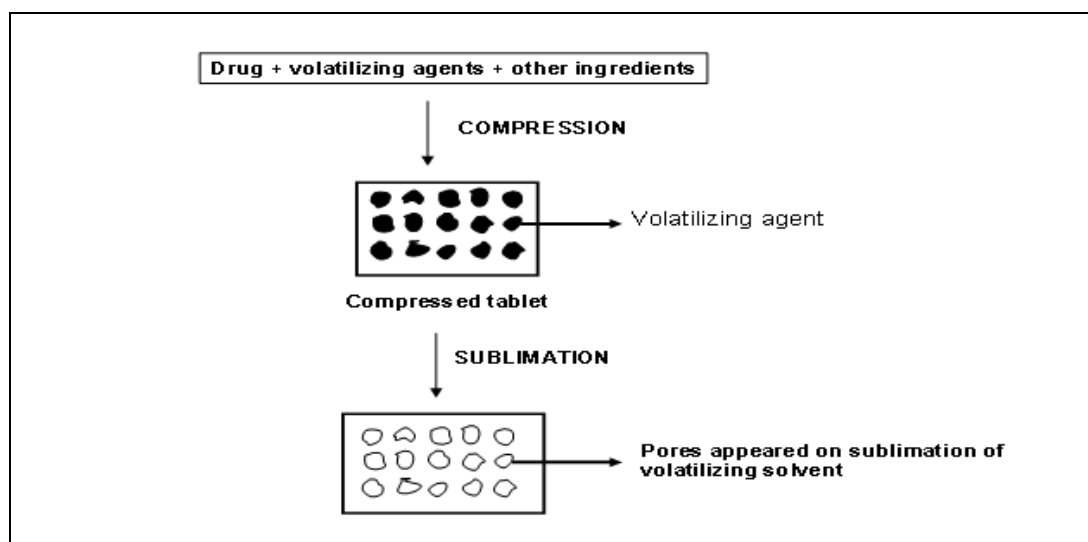 Drug + volatilizing agents + other ingredients
COMPRESSION
Volatilizing agent
Compressed tablet
SUBLIMATION
Pores appeared on sublimation of
volatilizing solvent